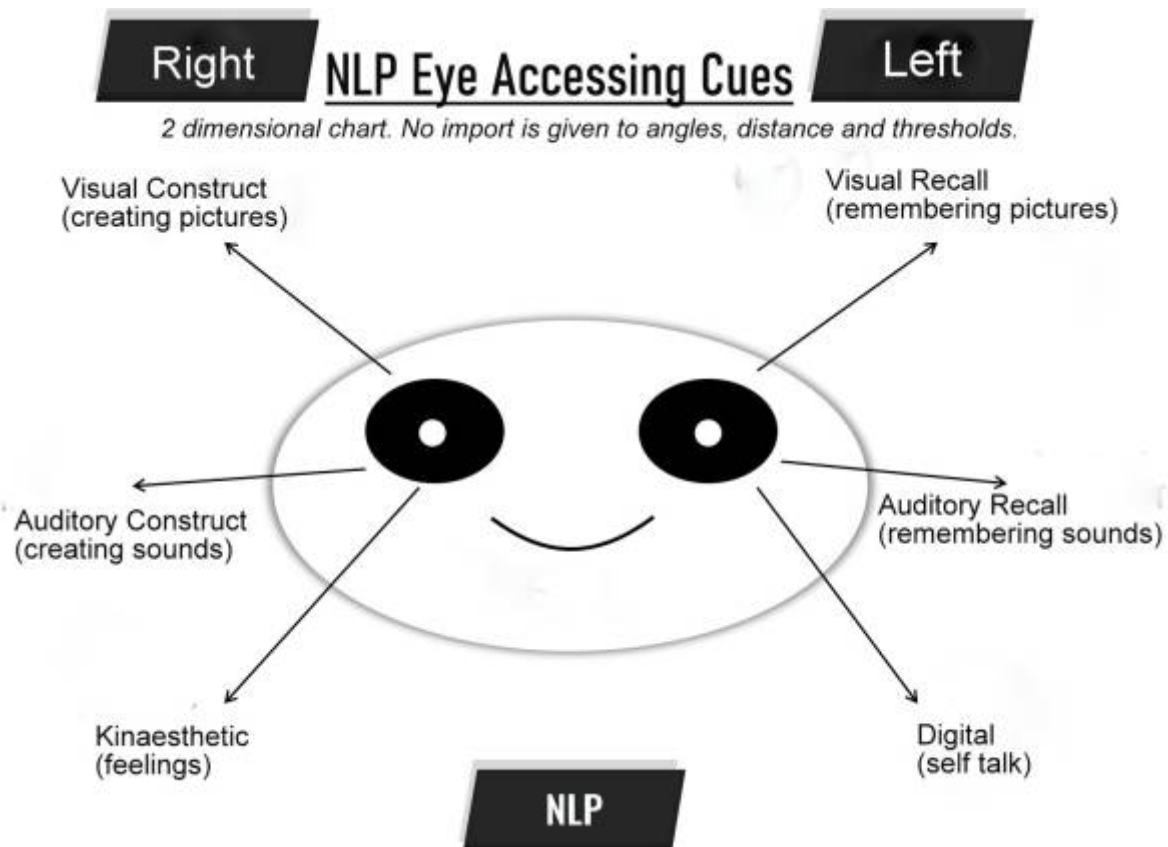 Right
NLP Eye Accessing Cues
Left
2 dimensional chart. No import is given to angles, distance and thresholds.
Visual Construct
(creating pictures)
Visual Recall
(remembering pictures)
Auditory Construct
(creating sounds)
Auditory Recall
(remembering sounds)
Kinaesthetic
(feelings)
Digital
(self talk)
NLP